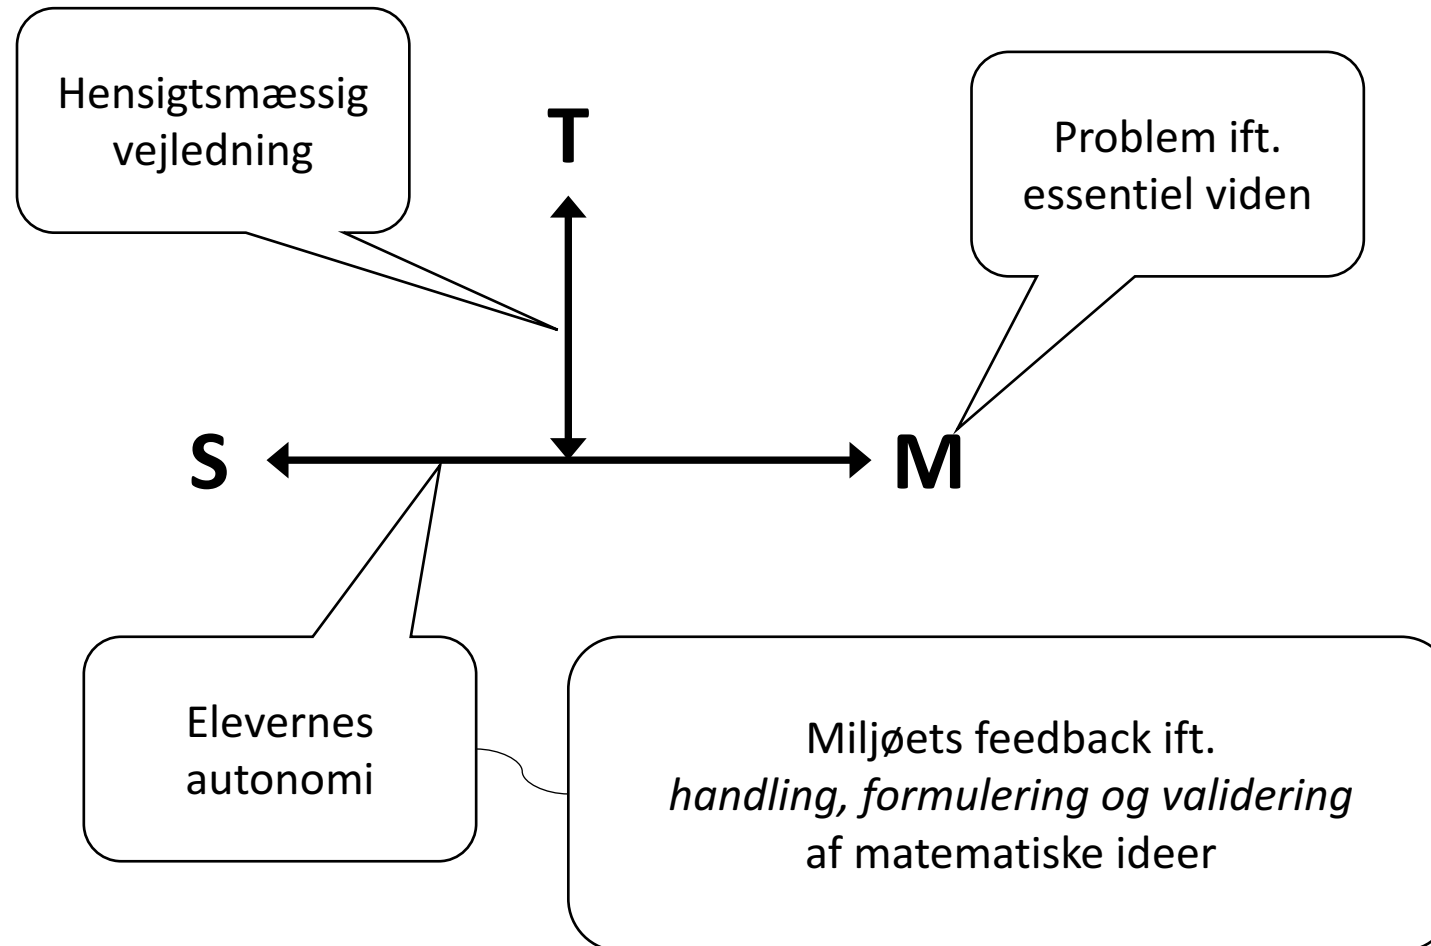 Hensigtsmæssig
vejledning
T
Problem ift.
essentiel viden
S
M
Elevernes
autonomi
Miljøets feedback ift.
handling, formulering og validering
af matematiske ideer